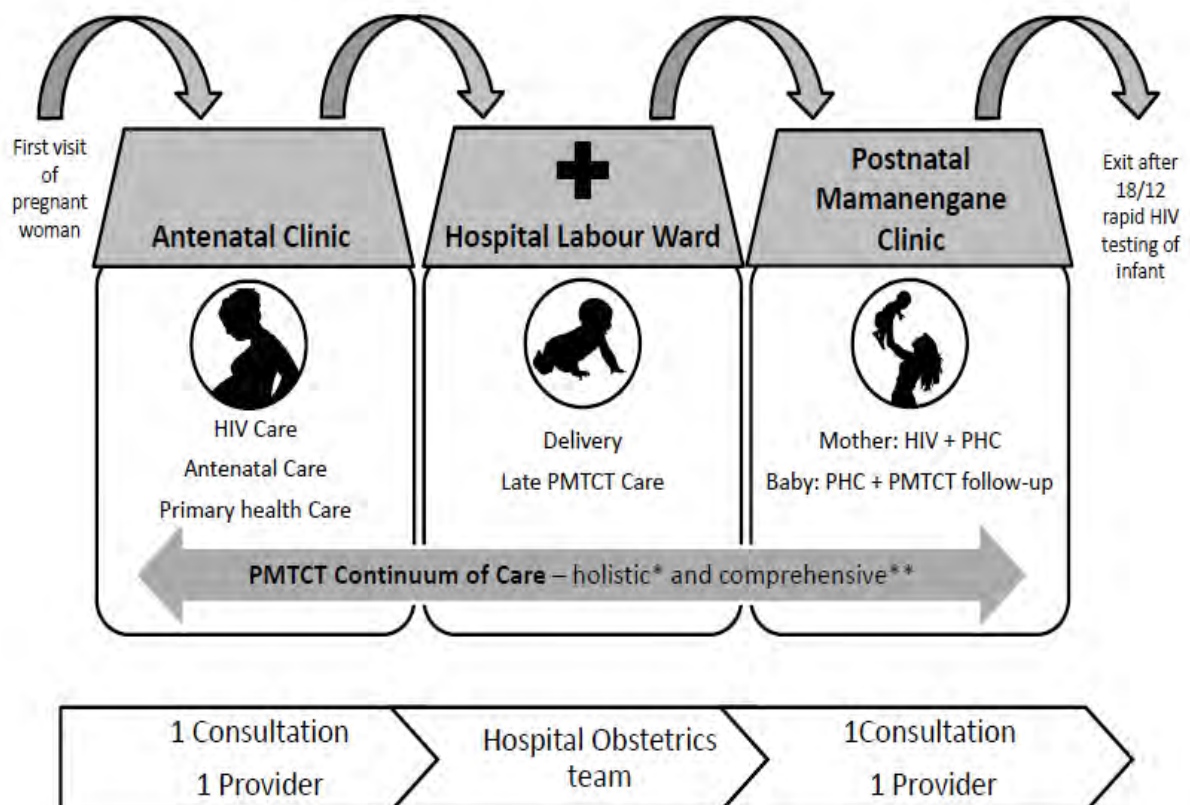 First visit
of
pregnant
woman
Antenatal Clinic
Hospital Labour Ward
Postnatal
Mamanengane
Clinic
Exit after
18/12
rapid HIV
testing of
infant
HIV Care
Antenatal Care
Primary health Care
Delivery
Late PMTCT Care
Mother: HIV + PHC
Baby: PHC + PMTCT follow-up
PMTCT Continuum of Care – holistic* and comprehensive**
1 Consultation
1 Provider
Hospital Obstetrics
team
1Consultation
1 Provider